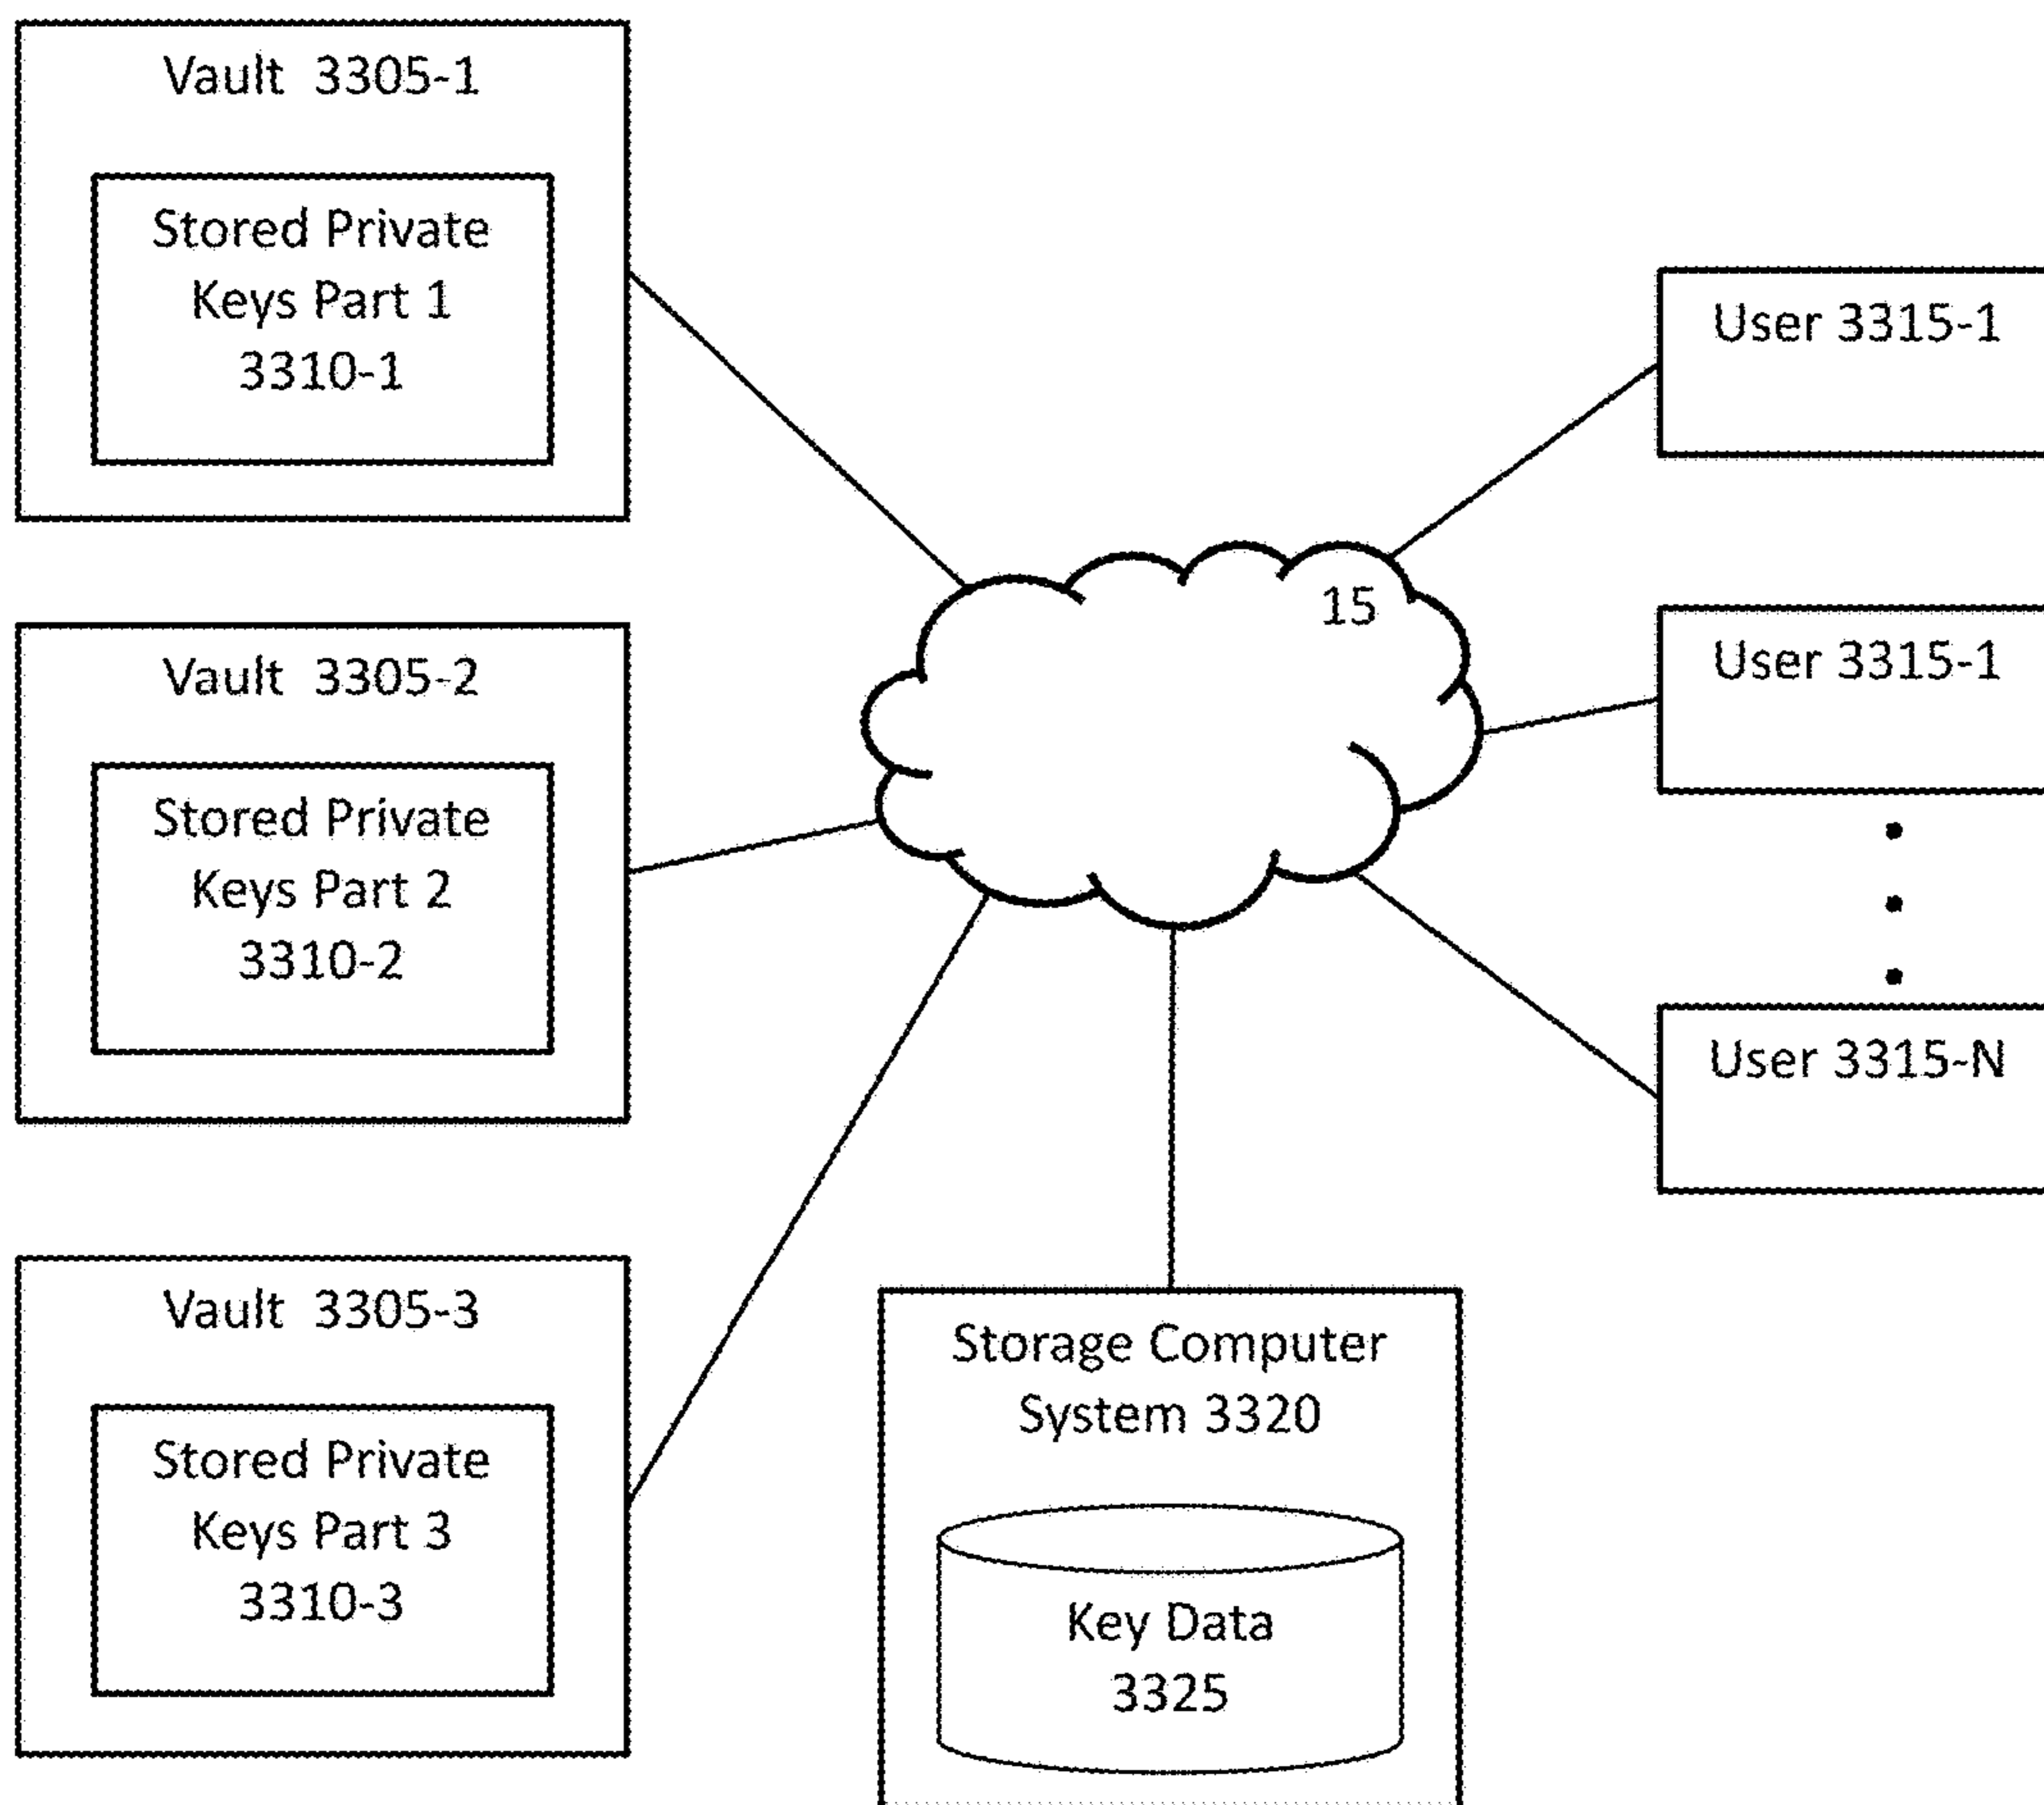 Vault 3305-1
Stored Private
Keys Part 1
3310-1
Vault 3305-2
Stored Private
Keys Part 2
3310-2
Vault 3305-3
Stored Private
Keys Part 3
3310-3
15
User 3315-1
User 3315-1
User 3315-N
Storage Computer
System 3320
Key Data
3325